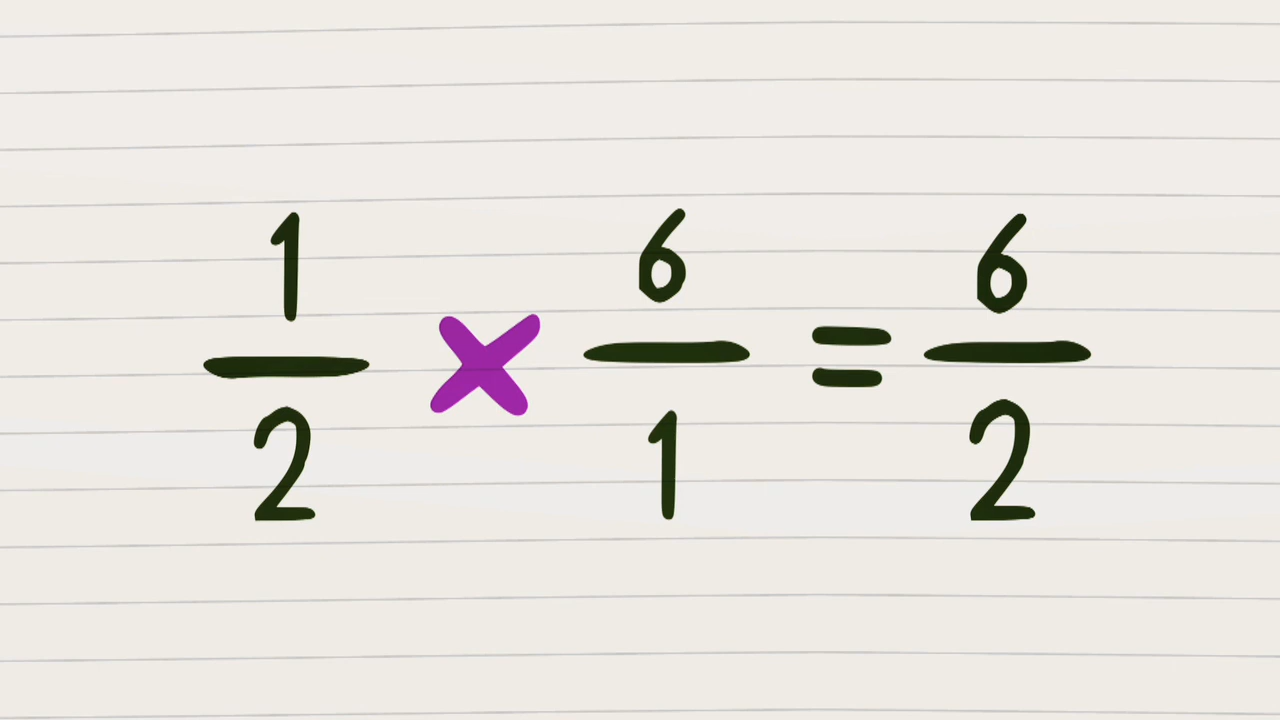 1/2 × 6/1 = 6/2